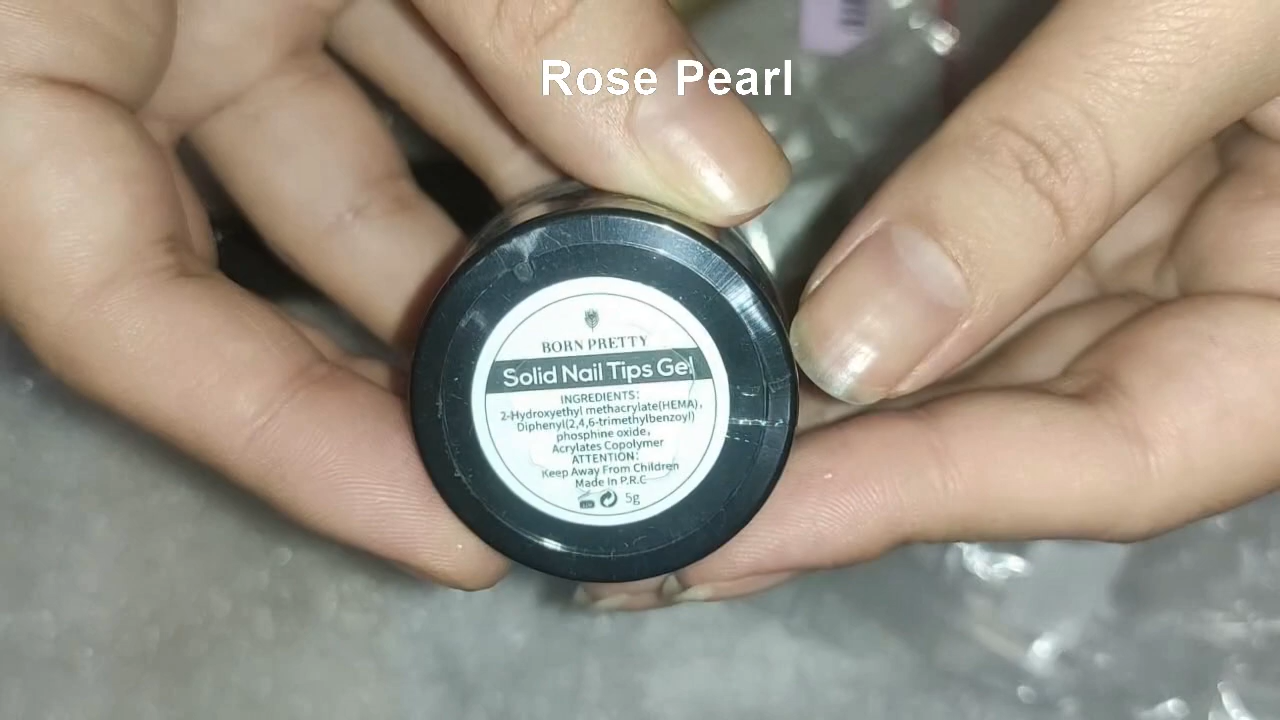 Rose Pearl
BORN PRETTY
Solid Nail Tips Gel
INGREDIENTS:
2-Hydroxyethyl methacrylate(HEMA),
Diphenyl(2,4,6-trimethylbenzoyl)
phosphine oxide,
Acrylates Copolymer
ATTENTION:
Keep Away From Children
Made In P.R.C
5g